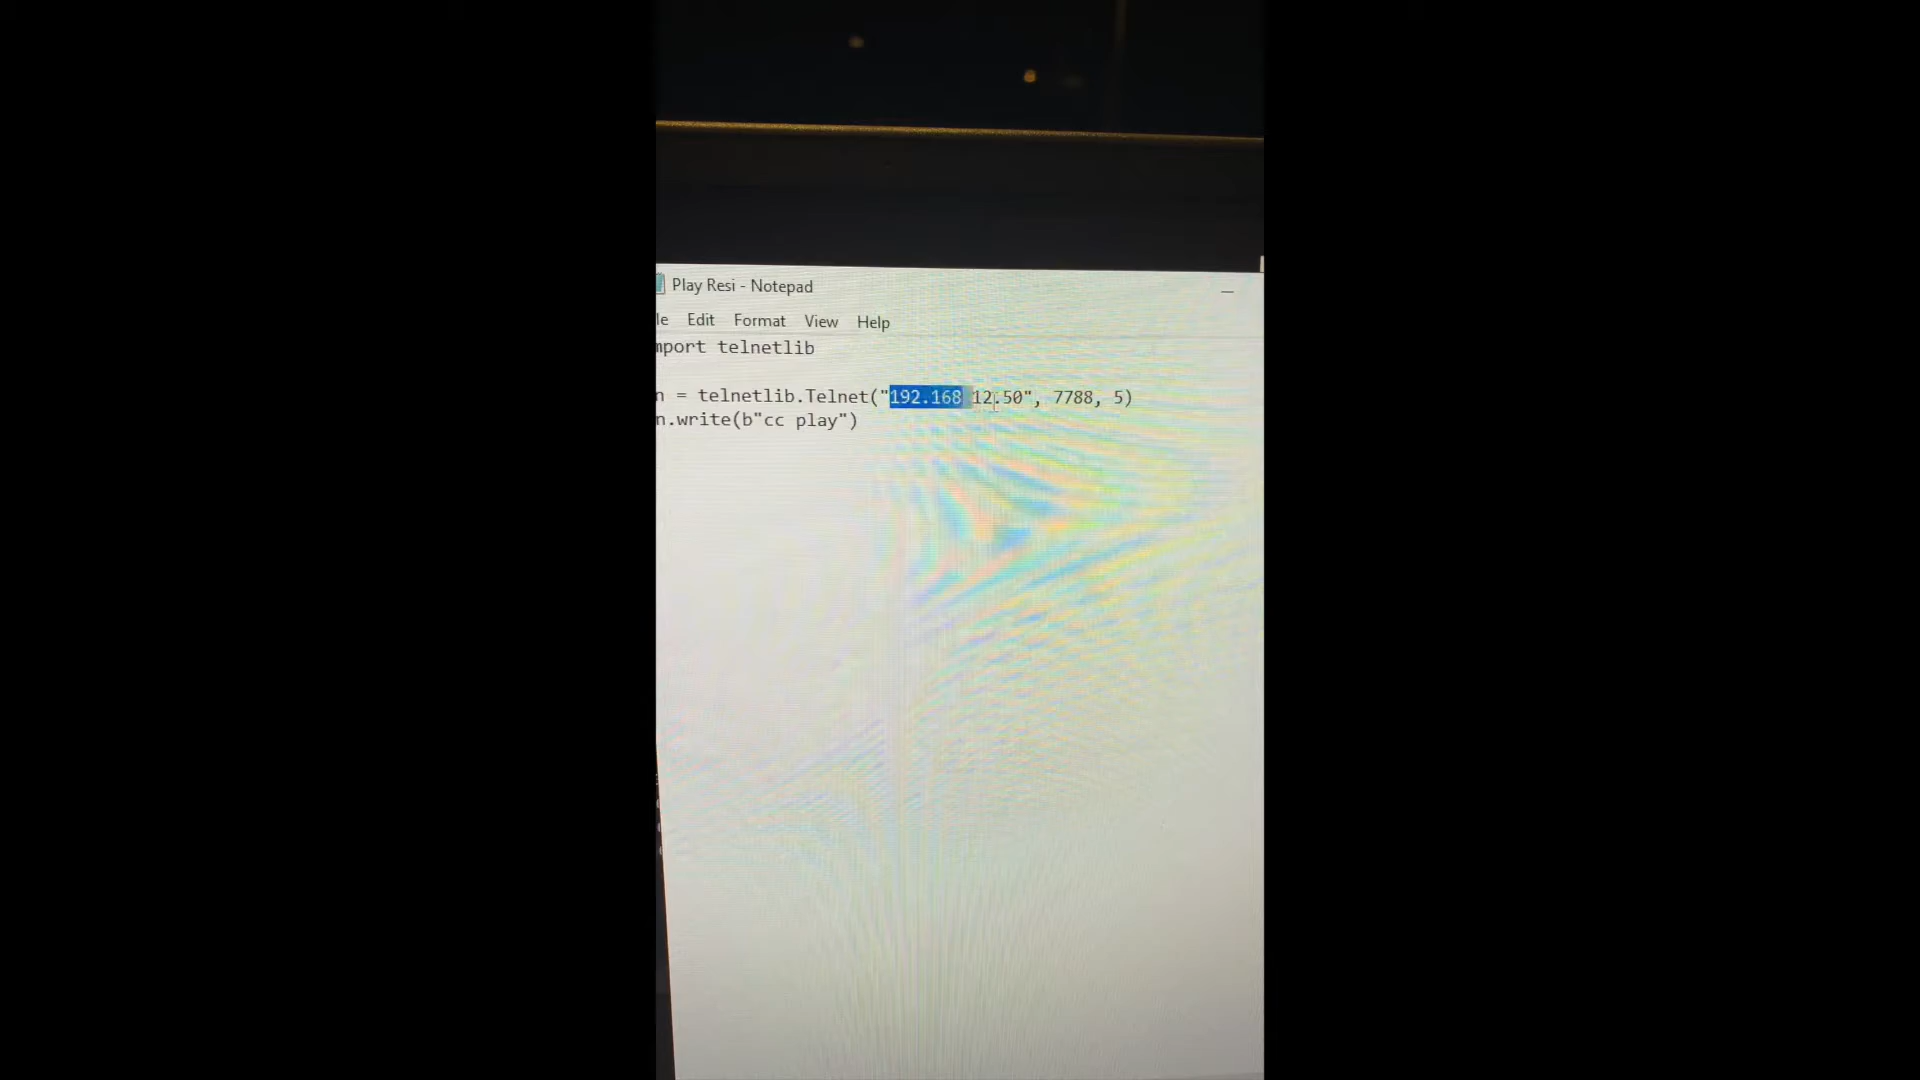 Play Resi - Notepad
le Edit Format View Help
mport telnetlib
n = telnetlib.Telnet("192.168.12.50", 7788, 5)
n.write(b"cc play")